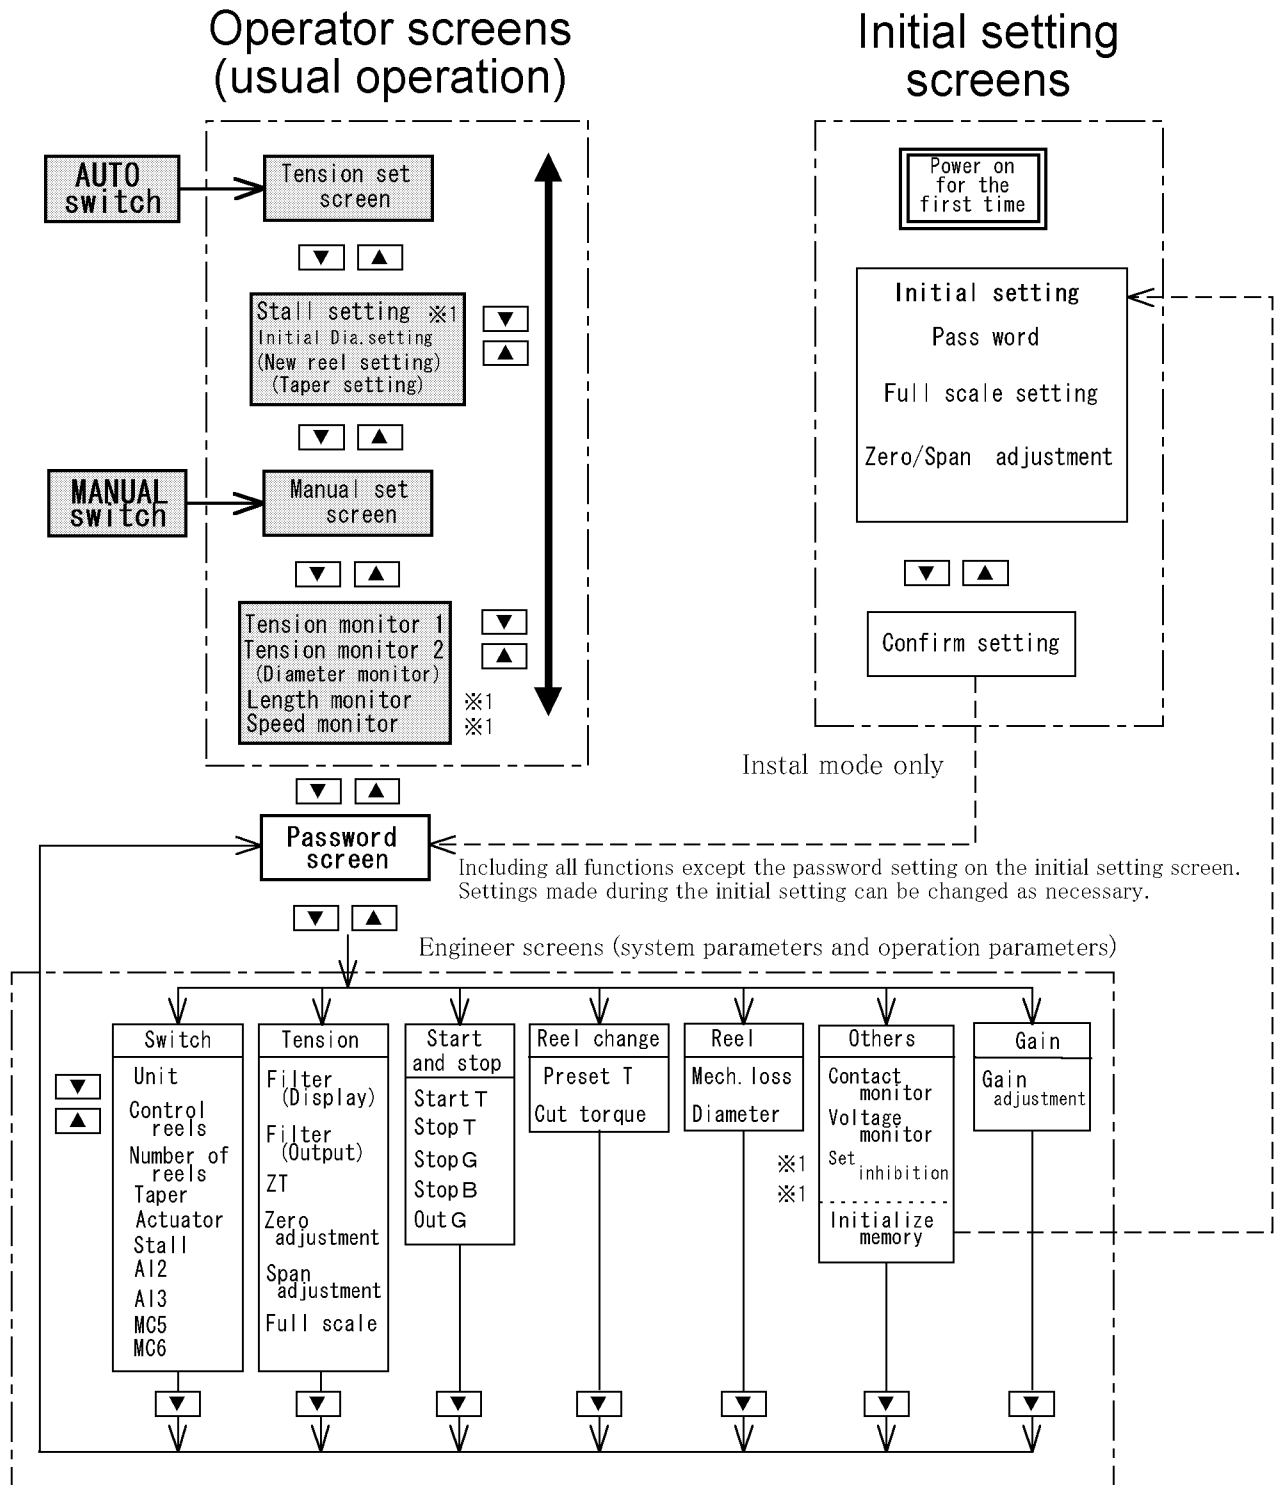 Operator screens
(usual operation)
Initial setting
screens
AUTO
switch
Tension set
screen
▼ ▲
Stall setting ※1
Initial Dia.setting
(New reel setting)
(Taper setting)
▼
▲
▼ ▲
MANUAL
switch
Manual set
screen
▼ ▲
Tension monitor 1
Tension monitor 2
(Diameter monitor)
Length monitor ※1
Speed monitor ※1
▼
▲
Power on
for the
first time
Initial setting
Pass word
Full scale setting
Zero/Span adjustment
▼ ▲
Confirm setting
Instal mode only
▼ ▲
Password
screen
Including all functions except the password setting on the initial setting screen.
Settings made during the initial setting can be changed as necessary.
▼ ▲
Engineer screens (system parameters and operation parameters)
▼
▲
Switch
Unit
Control
reels
Number of
reels
Taper
Actuator
Stall
AI2
AI3
MC5
MC6
▼
Tension
Filter
(Display)
Filter
(Output)
ZT
Zero
adjustment
Span
adjustment
Full scale
▼
Start
and stop
Start T
Stop T
Stop G
Stop B
Out G
▼
Reel change
Preset T
Cut torque
▼
Reel
Mech. loss
Diameter
▼
Others
Contact
monitor
Voltage
monitor
※1 Set
inhibition
※1
Initialize
memory
▼
Gain
Gain
adjustment
▼